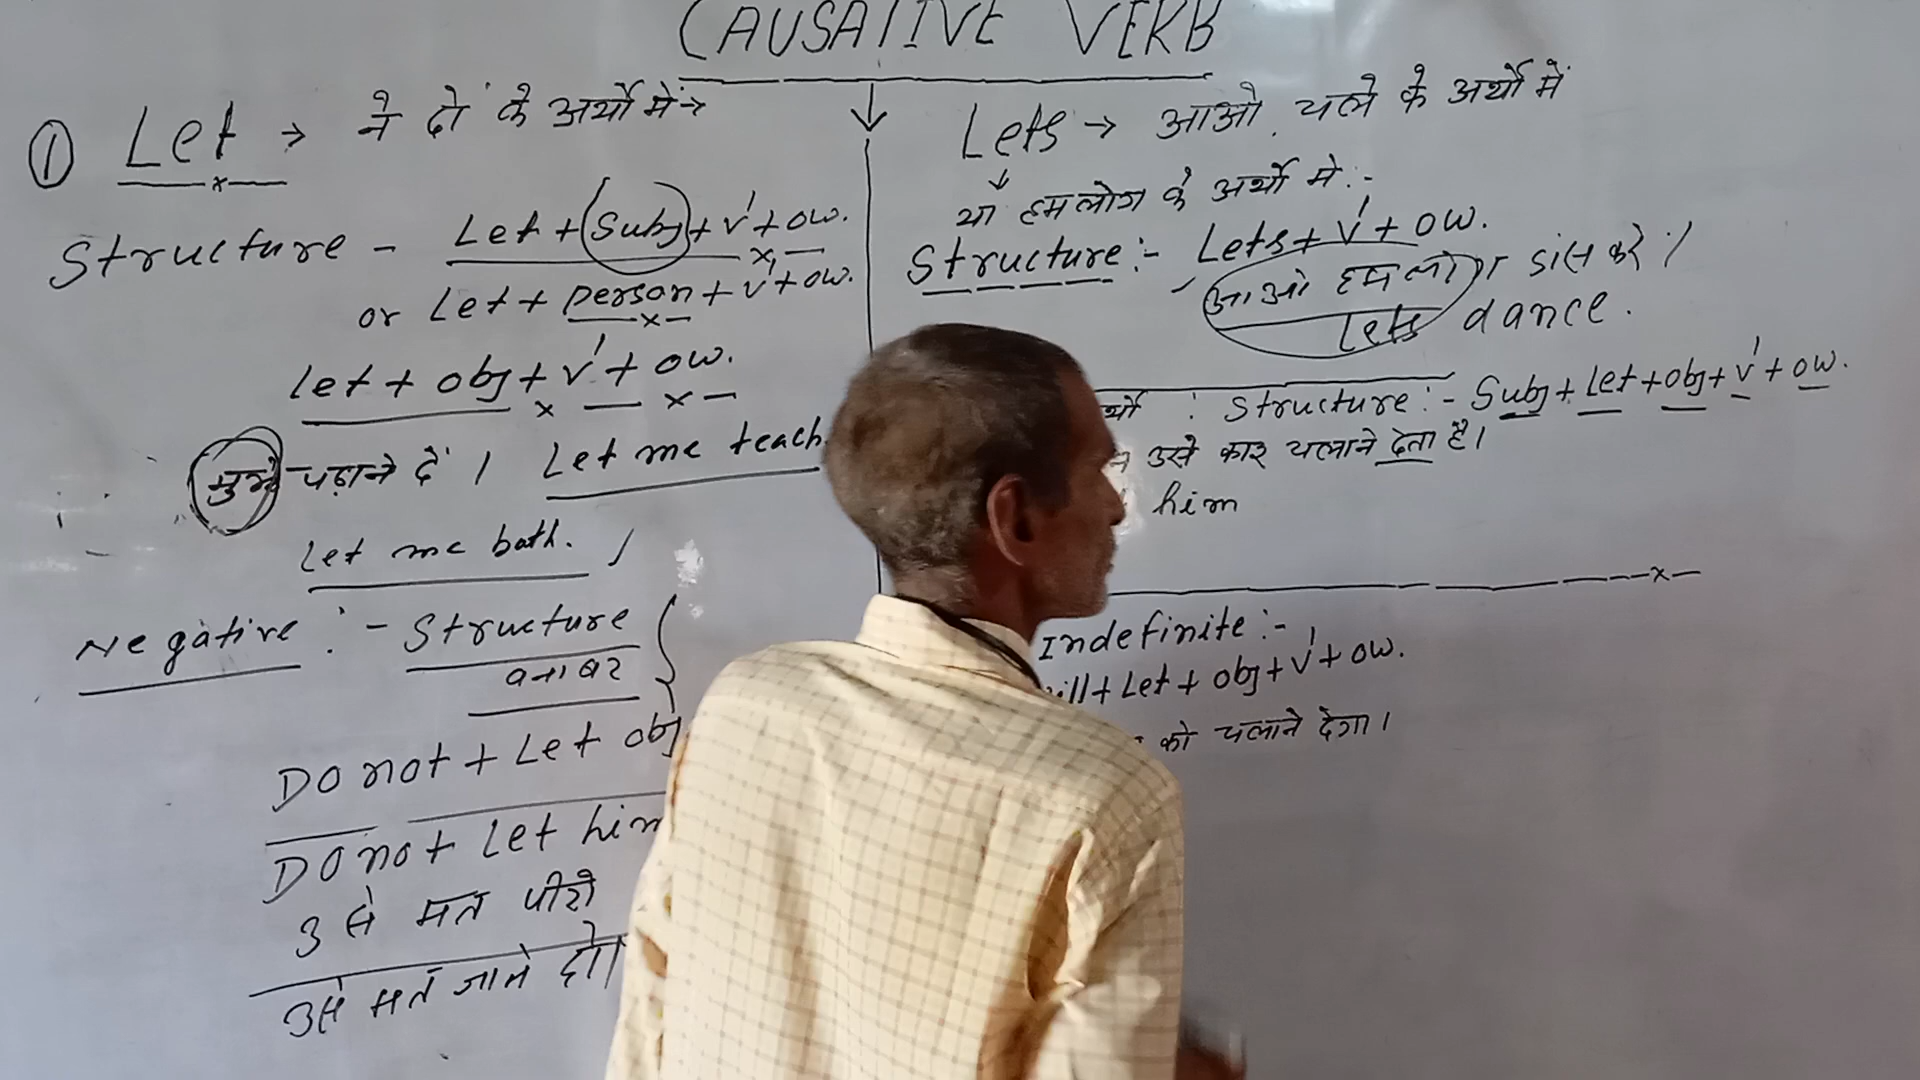 CAUSATIVE VERB
① Let → ने दो के अर्थो में →
Structure - Let + (Subj) + V¹ + ow.
or Let + person + V¹ + ow.
let + obj + v¹ + ow.
मुझे पढ़ाने दें । Let me teach.
Let me bath.
Negative :- Structure
DO not + Let obj
DO not Let him
उसे मत
उसे मत जाने दो।
Lets → आओ, चले के अर्थो में
या हमलोग के अर्थो मे :-
Structure :- Lets + V¹ + ow.
आओ हमलोग डांस करे ।
Lets dance.
Structure :- Subj + Let + obj + V¹ + ow.
उसे कार चलाने देता है।
him
Indefinite :-
Let + obj + V¹ + ow.
को चलाने देगा।